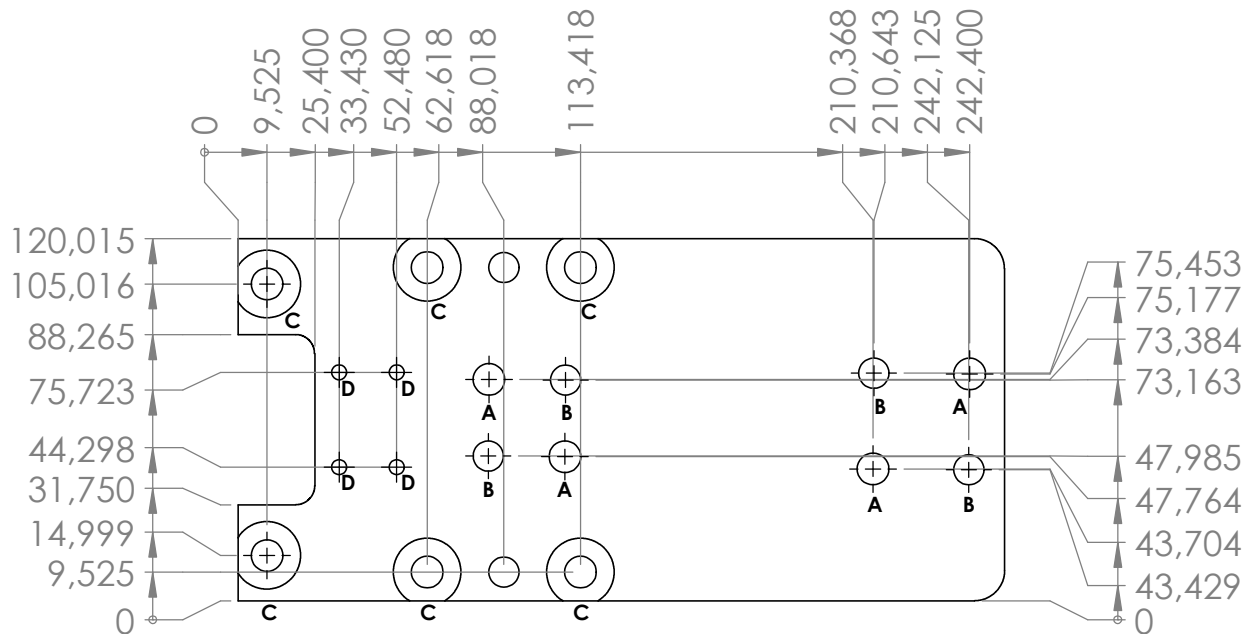 0
9,525
25,400
33,430
52,480
62,618
88,018
113,418
210,368
210,643
242,125
242,400
120,015
105,016
88,265
75,723
44,298
31,750
14,999
9,525
0
75,453
75,177
73,384
73,163
47,985
47,764
43,704
43,429
0
C
C
C
D
D
A
B
B
A
D
D
B
A
A
B
C
C
C